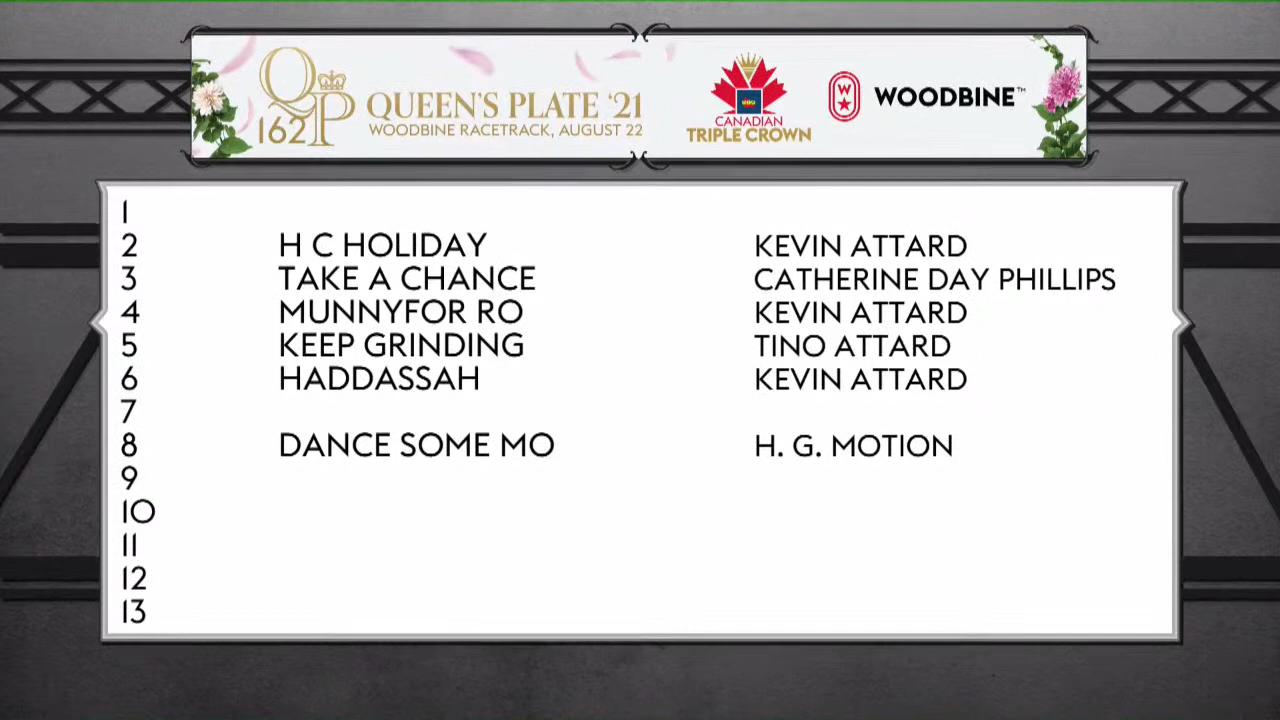 QP 162
QUEEN'S PLATE '21
WOODBINE RACETRACK, AUGUST 22
CANADIAN
TRIPLE CROWN
W
WOODBINE™
1
2 H C HOLIDAY KEVIN ATTARD
3 TAKE A CHANCE CATHERINE DAY PHILLIPS
4 MUNNYFOR RO KEVIN ATTARD
5 KEEP GRINDING TINO ATTARD
6 HADDASSAH KEVIN ATTARD
7
8 DANCE SOME MO H. G. MOTION
9
10
11
12
13